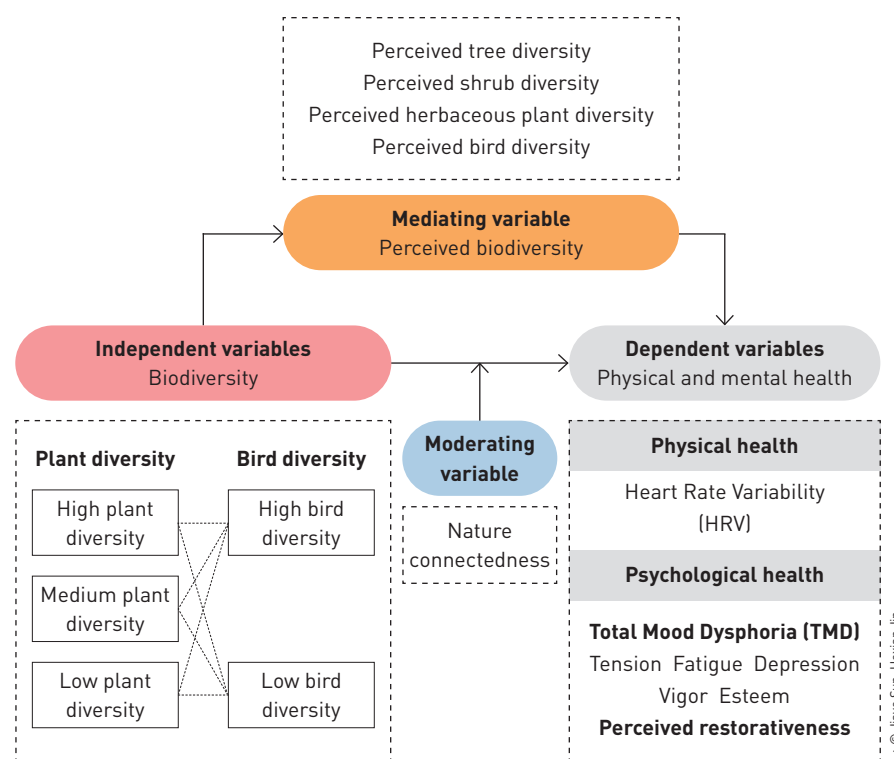 Perceived tree diversity
Perceived shrub diversity
Perceived herbaceous plant diversity
Perceived bird diversity
Mediating variable
Perceived biodiversity
Independent variables
Biodiversity
Dependent variables
Physical and mental health
Plant diversity
Bird diversity
High plant
diversity
High bird
diversity
Medium plant
diversity
Low plant
diversity
Low bird
diversity
Moderating
variable
Nature
connectedness
Physical health
Heart Rate Variability
(HRV)
Psychological health
Total Mood Dysphoria (TMD)
Tension Fatigue Depression
Vigor Esteem
Perceived restorativeness